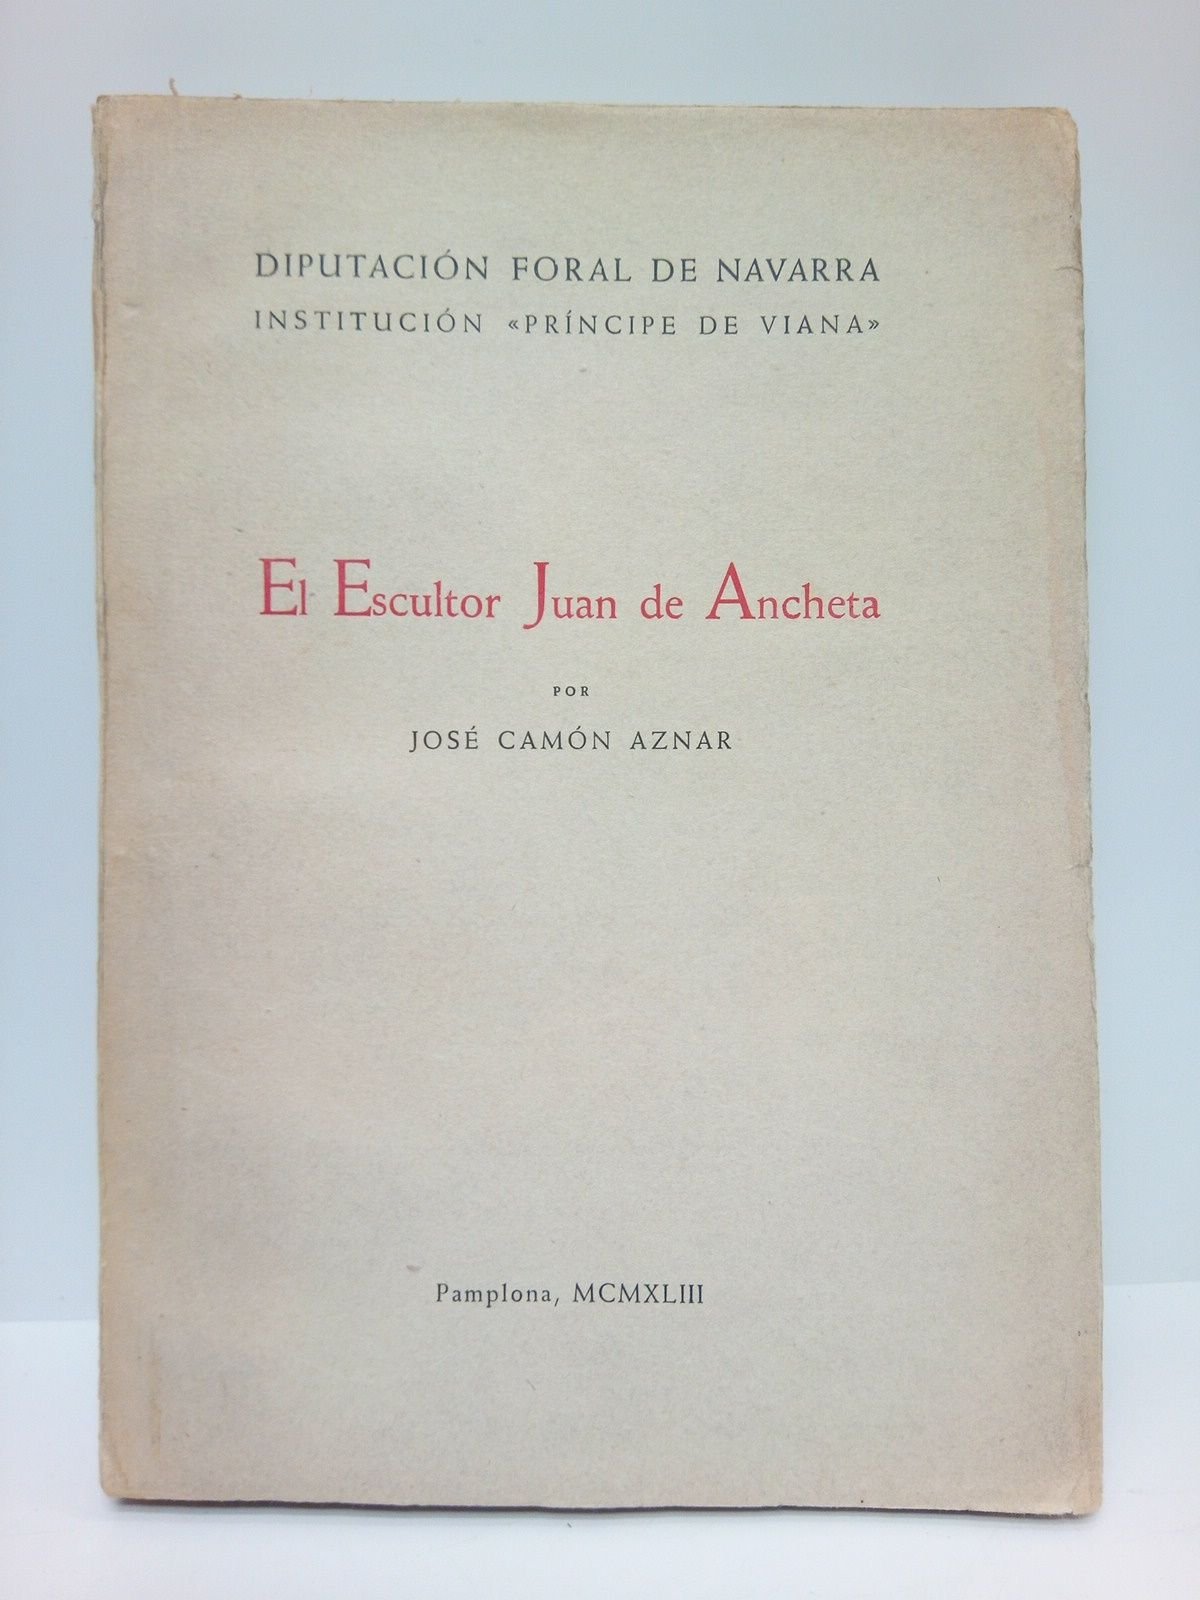 DIPUTACIÓN FORAL DE NAVARRA
INSTITUCIÓN «PRÍNCIPE DE VIANA»
El Escultor Juan de Ancheta
POR
JOSÉ CAMÓN AZNAR
Pamplona, MCMXLIII